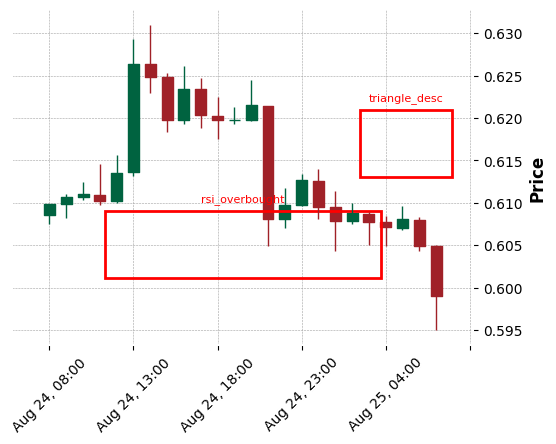 0.630
0.625
triangle_desc
0.620
0.615
rsi_overbought
0.610
0.605
0.600
0.595
Price
Aug 24, 08:00
Aug 24, 13:00
Aug 24, 18:00
Aug 24, 23:00
Aug 25, 04:00